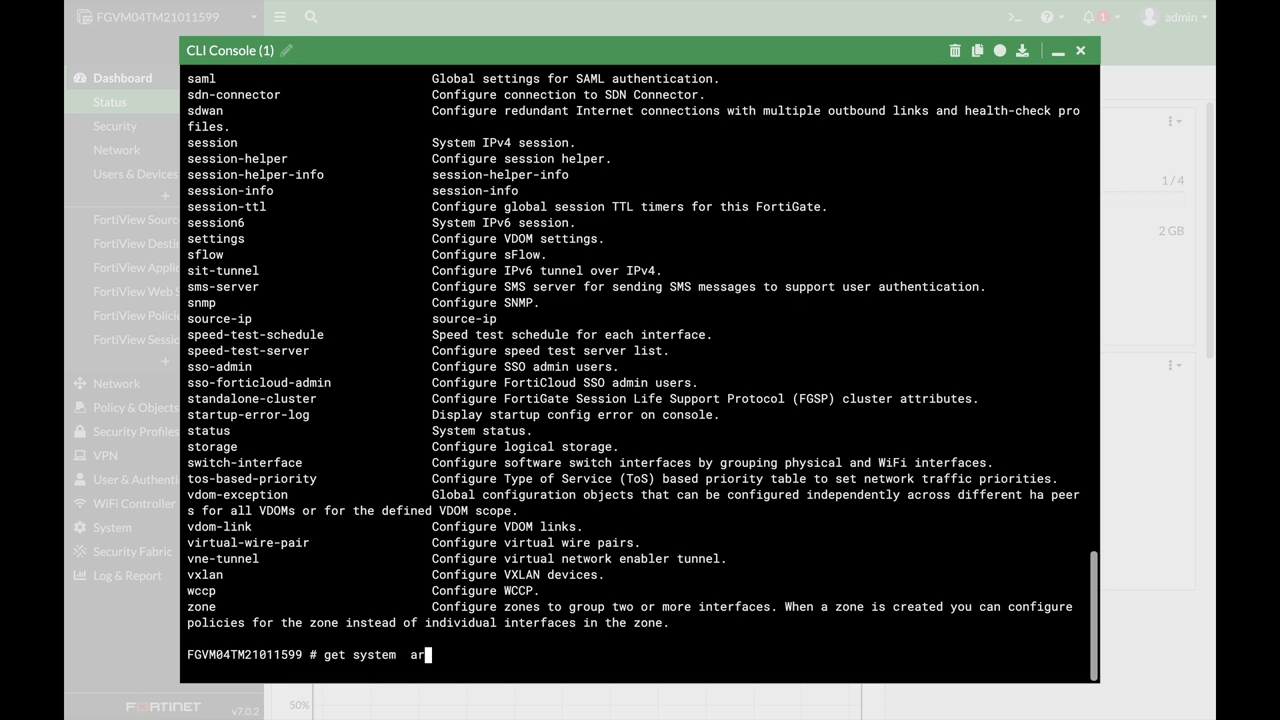 FGVM04TM21011599
1
admin
CLI Console (1)
Dashboard
Status
Security
Network
Users & Devices
FortiView Sourc
FortiView Desti
FortiView Applic
FortiView Web S
FortiView Policie
FortiView Sessio
Network
Policy & Objects
Security Profiles
VPN
User & Authenti
WiFi Controller
System
Security Fabric
Log & Report
FORTINET
v7.0.2
saml Global settings for SAML authentication.
sdn-connector Configure connection to SDN Connector.
sdwan Configure redundant Internet connections with multiple outbound links and health-check pro
files.
session System IPv4 session.
session-helper Configure session helper.
session-helper-info session-helper-info
session-info session-info
session-ttl Configure global session TTL timers for this FortiGate.
session6 System IPv6 session.
settings Configure VDOM settings.
sflow Configure sFlow.
sit-tunnel Configure IPv6 tunnel over IPv4.
sms-server Configure SMS server for sending SMS messages to support user authentication.
snmp Configure SNMP.
source-ip source-ip
speed-test-schedule Speed test schedule for each interface.
speed-test-server Configure speed test server list.
sso-admin Configure SSO admin users.
sso-forticloud-admin Configure FortiCloud SSO admin users.
standalone-cluster Configure FortiGate Session Life Support Protocol (FGSP) cluster attributes.
startup-error-log Display startup config error on console.
status System status.
storage Configure logical storage.
switch-interface Configure software switch interfaces by grouping physical and WiFi interfaces.
tos-based-priority Configure Type of Service (ToS) based priority table to set network traffic priorities.
vdom-exception Global configuration objects that can be configured independently across different ha peer
s for all VDOMs or for the defined VDOM scope.
vdom-link Configure VDOM links.
virtual-wire-pair Configure virtual wire pairs.
vne-tunnel Configure virtual network enabler tunnel.
vxlan Configure VXLAN devices.
wccp Configure WCCP.
zone Configure zones to group two or more interfaces. When a zone is created you can configure
policies for the zone instead of individual interfaces in the zone.
FGVM04TM21011599 # get system  ar
1 / 4
2 GB
50%